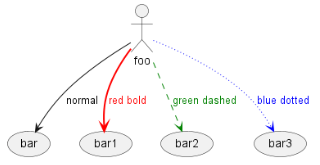 foo
normal
red bold
green dashed
blue dotted
bar
bar1
bar2
bar3